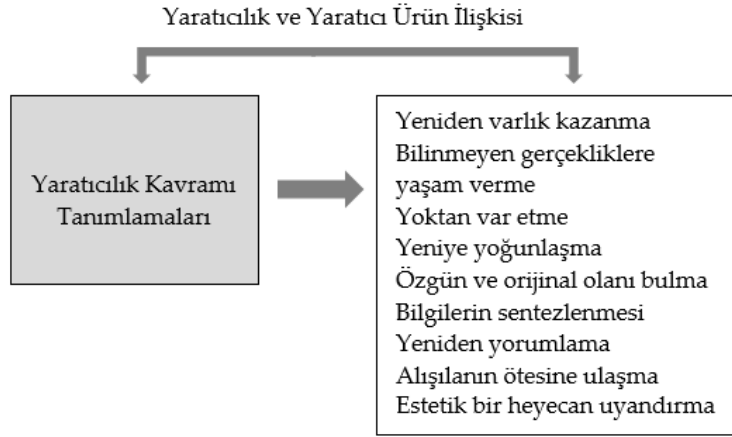 Yaratıcılık ve Yaratıcı Ürün İlişkisi
Yaratıcılık Kavramı
Tanımlamaları
Yeniden varlık kazanma
Bilinmeyen gerçekliklere
yaşam verme
Yoktan var etme
Yeniye yoğunlaşma
Özgün ve orijinal olanı bulma
Bilgilerin sentezlenmesi
Yeniden yorumlama
Alışılanın ötesine ulaşma
Estetik bir heyecan uyandırma